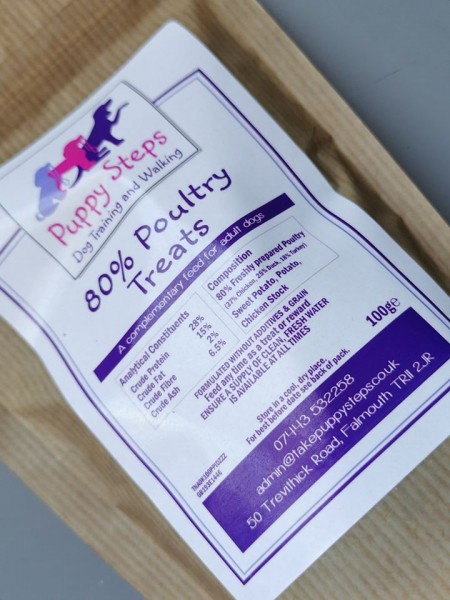 Puppy Steps
Dog Training and Walking
80% Poultry
Treats
A complementary food for adult dogs
Analytical Constituents
Crude Protein 28%
Crude Fat 15%
Crude Fibre 2%
Crude Ash 6.5%
Composition
80% Freshly prepared Poultry
Sweet Potato, Potato,
Chicken Stock
FORMULATED WITHOUT ADDITIVES & GRAIN
Feed any time as a treat or reward
ENSURE A SUPPLY OF CLEAN, FRESH WATER
IS AVAILABLE AT ALL TIMES
100g℮
Store in a cool, dry place.
For best before date see back of pack.
07443 532258
admin@takepuppysteps.co.uk
50 Trevithick Road, Falmouth, TR11 2JR